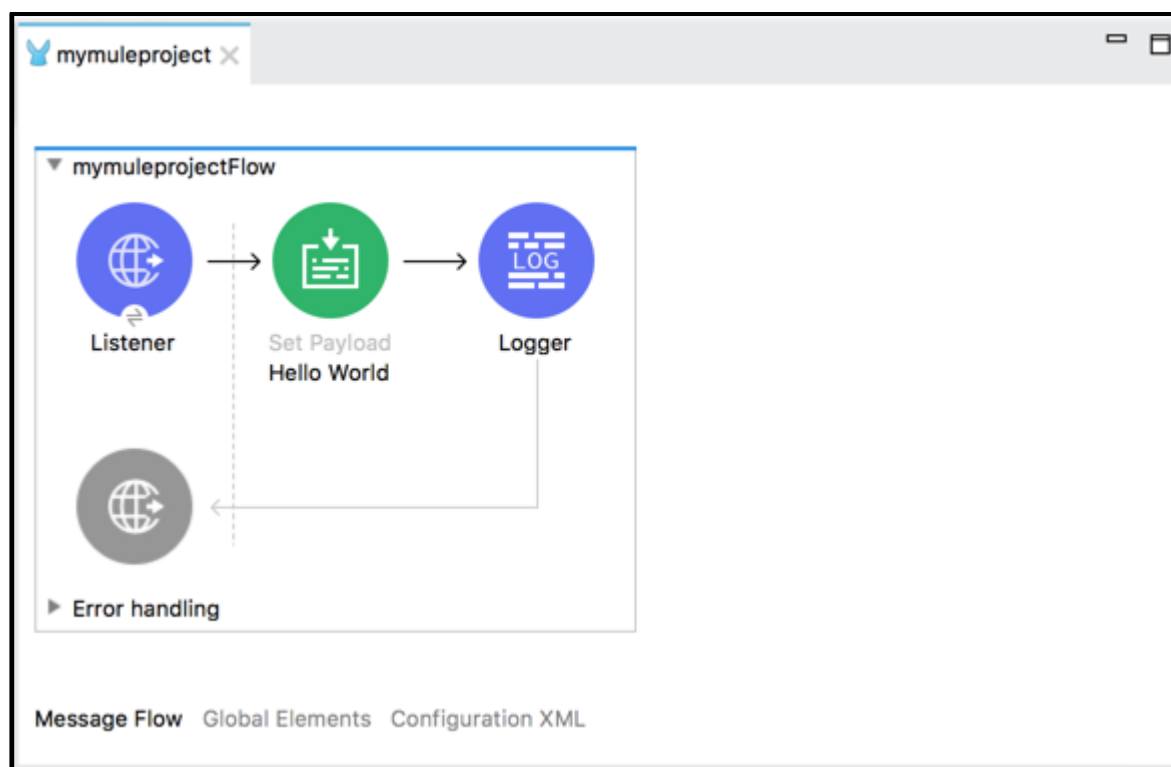 mymuleproject
mymuleprojectFlow
LOG
Listener
Set Payload
Logger
Hello World
Error handling
Message Flow Global Elements Configuration XML